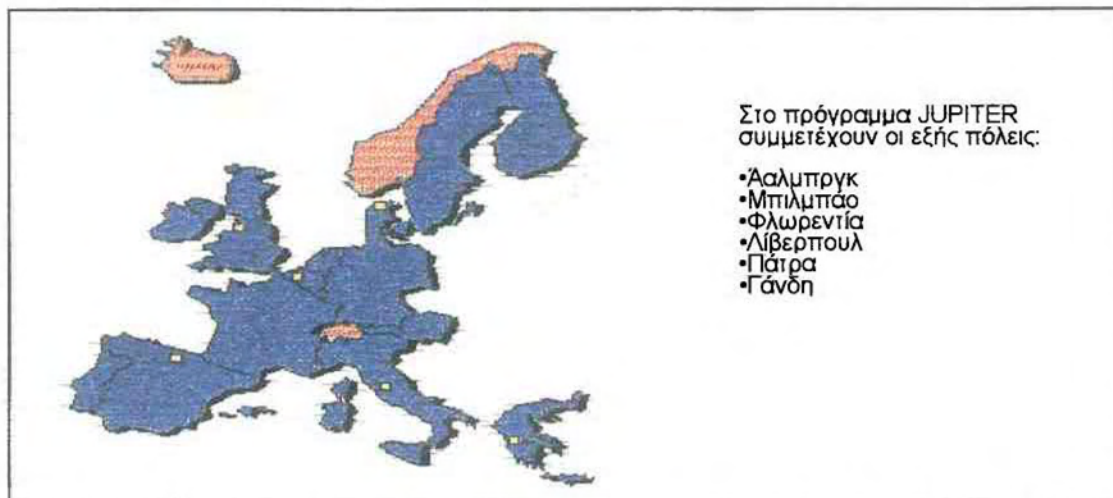 Στο πρόγραμμα JUPITER
συμμετέχουν οι εξής πόλεις:
•Άαλμπργκ
•Μπιλμπάο
•Φλωρεντία
•Λίβερπουλ
•Πάτρα
•Γάνδη